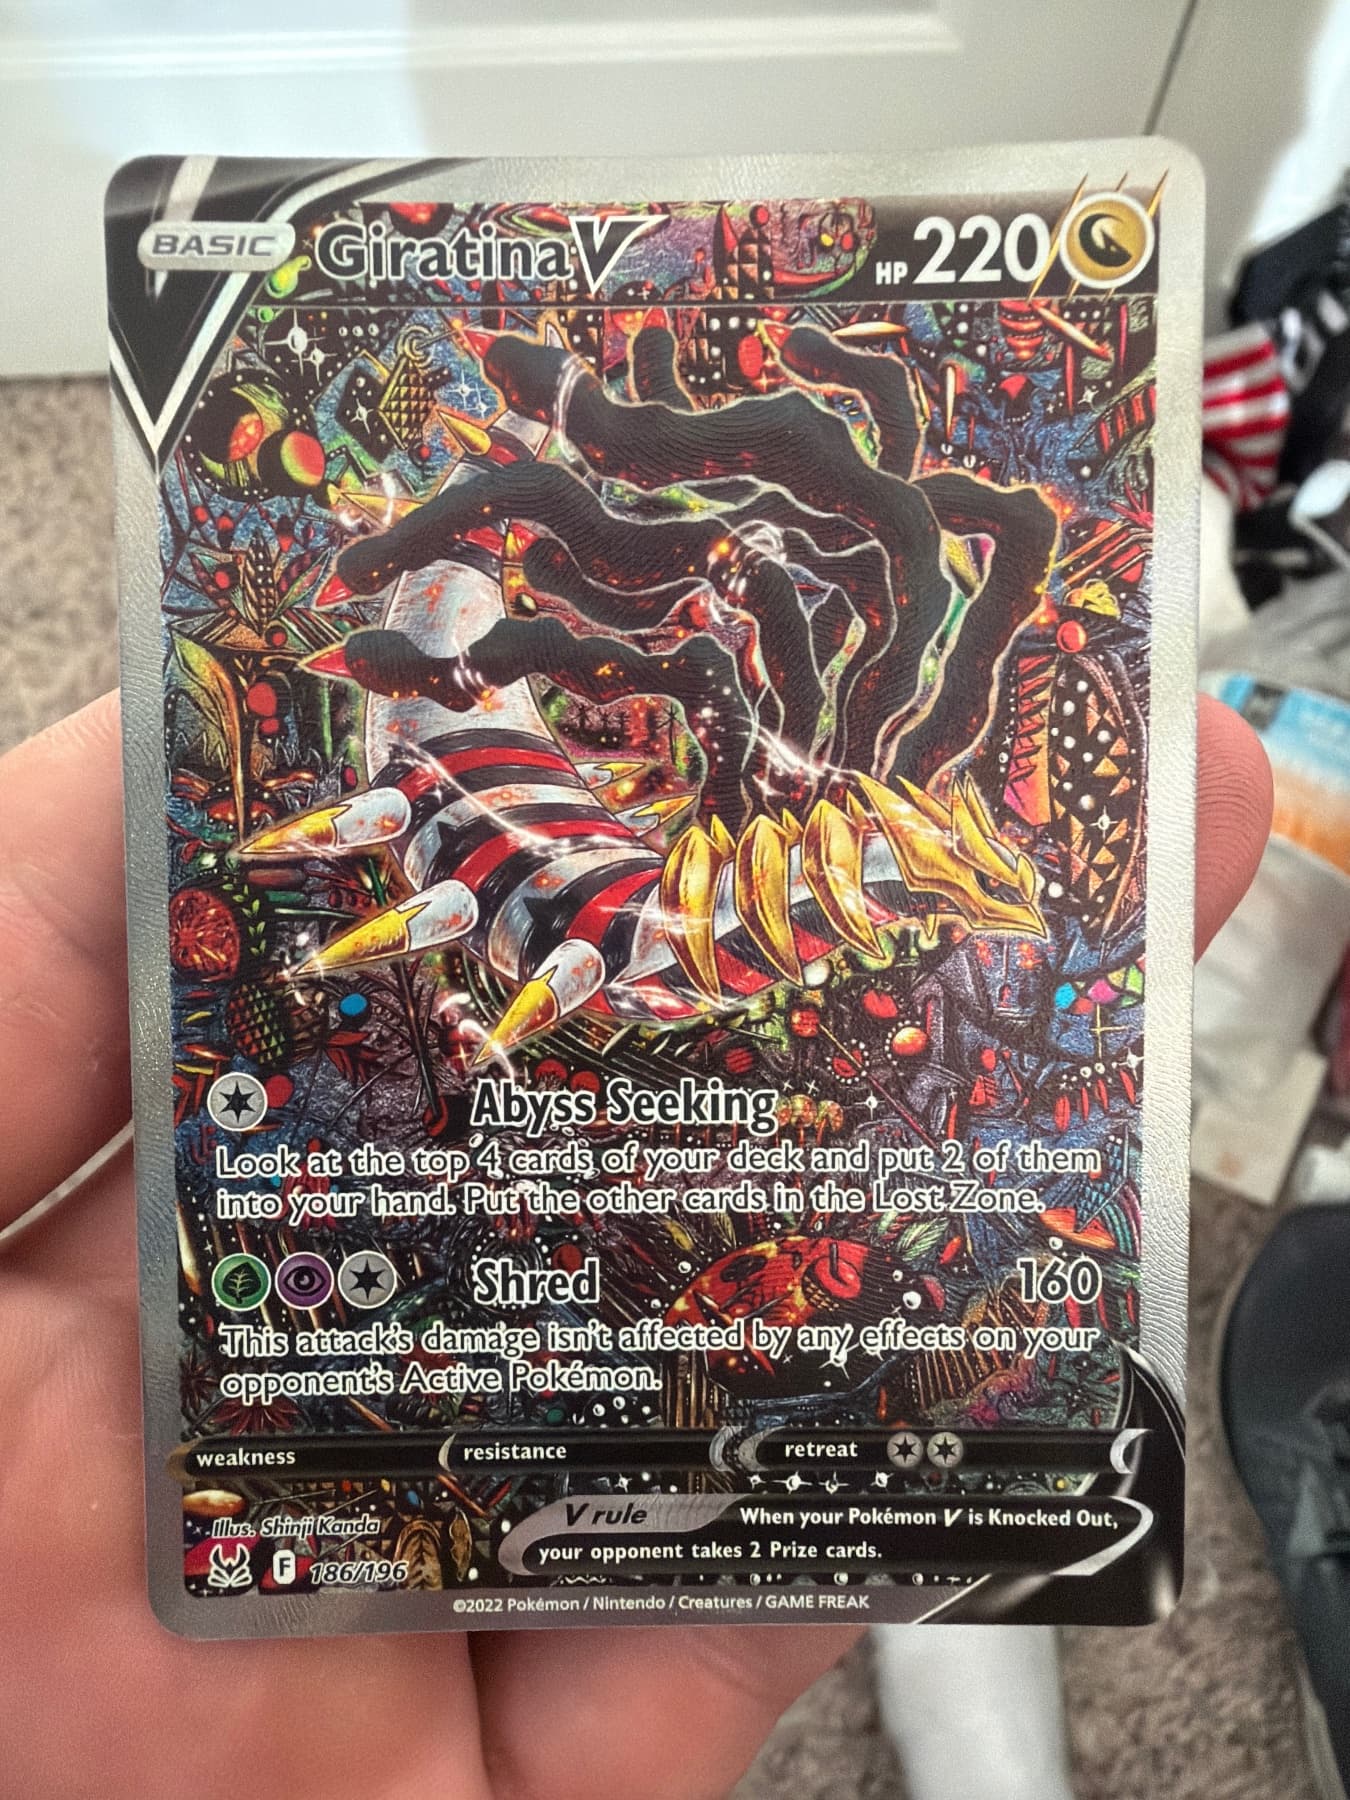 BASIC Giratina V HP 220
Abyss Seeking
Look at the top 4 cards of your deck and put 2 of them
into your hand. Put the other cards in the Lost Zone.
Shred 160
This attack's damage isn't affected by any effects on your
opponent's Active Pokémon.
weakness resistance retreat
V rule When your Pokémon V is Knocked Out,
your opponent takes 2 Prize cards.
Illus. Shinji Kanda
F 186/196
©2022 Pokémon / Nintendo / Creatures / GAME FREAK